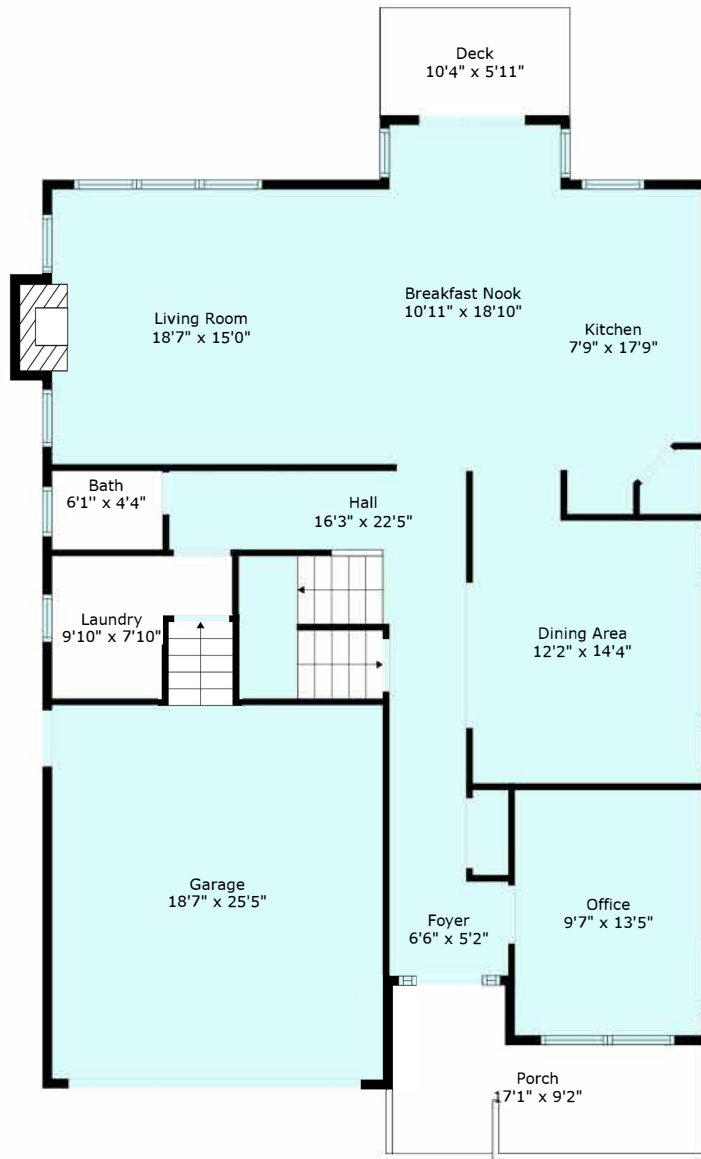 Deck
10'4" x 5'11"
Breakfast Nook
10'11" x 18'10"
Living Room
18'7" x 15'0"
Kitchen
7'9" x 17'9"
Bath
6'1" x 4'4"
Hall
16'3" x 22'5"
Laundry
9'10" x 7'10"
Dining Area
12'2" x 14'4"
Garage
18'7" x 25'5"
Office
9'7" x 13'5"
Foyer
6'6" x 5'2"
Porch
17'1" x 9'2"